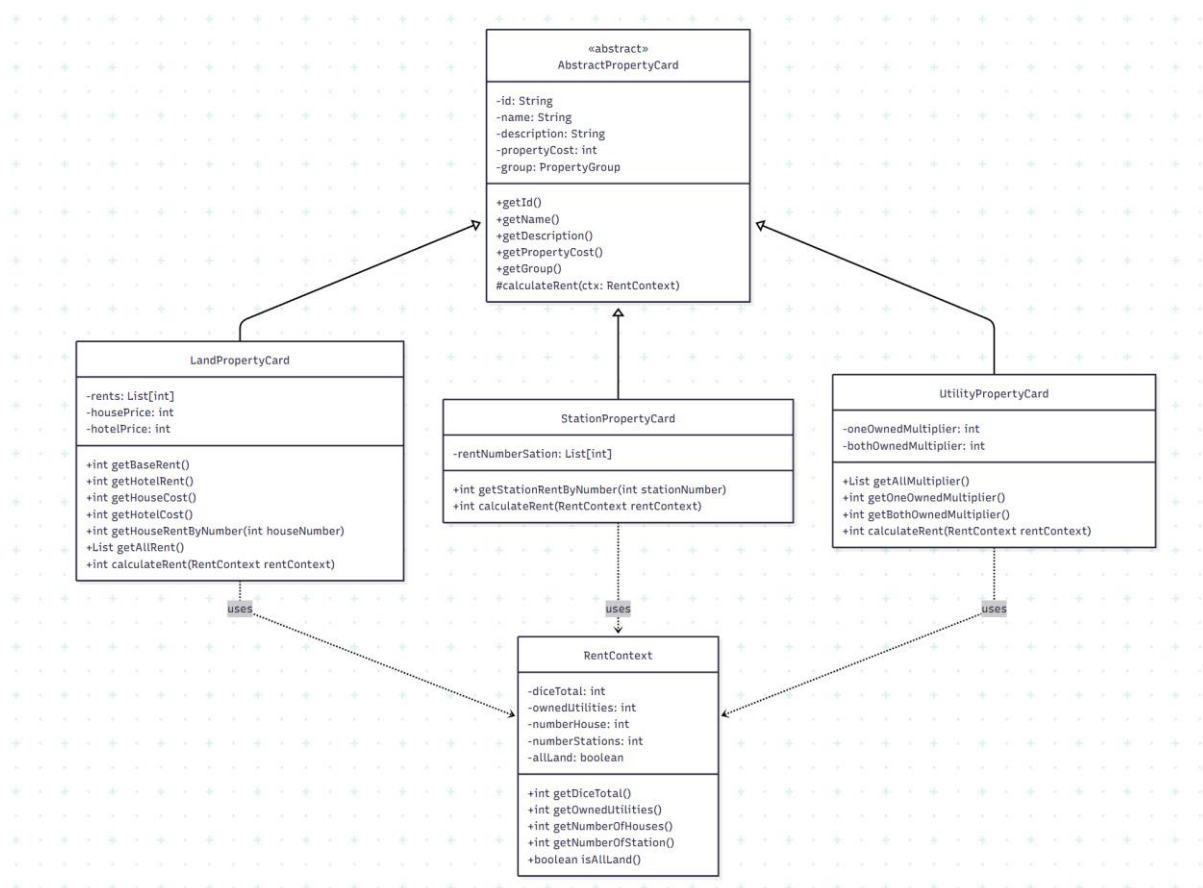 «abstract»
AbstractPropertyCard
-id: String
-name: String
-description: String
-propertyCost: int
-group: PropertyGroup
+getId()
+getName()
+getDescription()
+getPropertyCost()
+getGroup()
#calculateRent(ctx: RentContext)
LandPropertyCard
-rents: List[int]
-housePrice: int
-hotelPrice: int
+int getBaseRent()
+int getHotelRent()
+int getHouseCost()
+int getHotelCost()
+int getHouseRentByNumber(int houseNumber)
+List getAllRent()
+int calculateRent(RentContext rentContext)
StationPropertyCard
-rentNumberSation: List[int]
+int getStationRentByNumber(int stationNumber)
+int calculateRent(RentContext rentContext)
UtilityPropertyCard
-oneOwnedMultiplier: int
-bothOwnedMultiplier: int
+List getAllMultiplier()
+int getOneOwnedMultiplier()
+int getBothOwnedMultiplier()
+int calculateRent(RentContext rentContext)
uses
uses
uses
RentContext
-diceTotal: int
-ownedUtilities: int
-numberHouse: int
-numberStations: int
-allLand: boolean
+int getDiceTotal()
+int getOwnedUtilities()
+int getNumberOfHouses()
+int getNumberOfStation()
+boolean isAllLand()